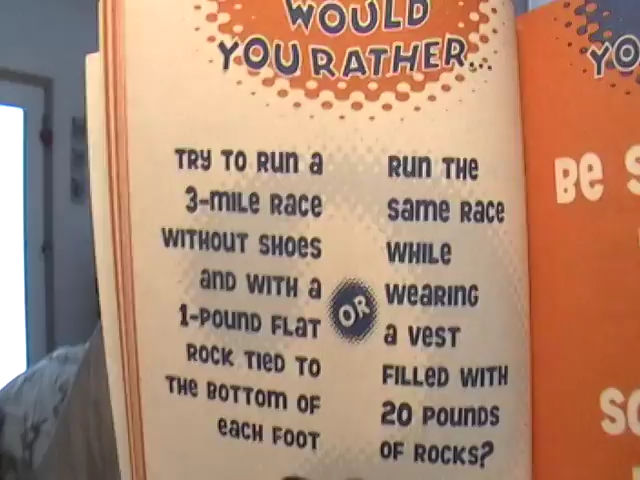 WOULD
YOU RATHER...
TRY TO RUN A
3-MILE RACE
WITHOUT SHOES
AND WITH A
1-POUND FLAT
ROCK TIED TO
THE BOTTOM OF
EACH FOOT
OR
RUN THE
SAME RACE
WHILE
WEARING
A VEST
FILLED WITH
20 POUNDS
OF ROCKS?
BE